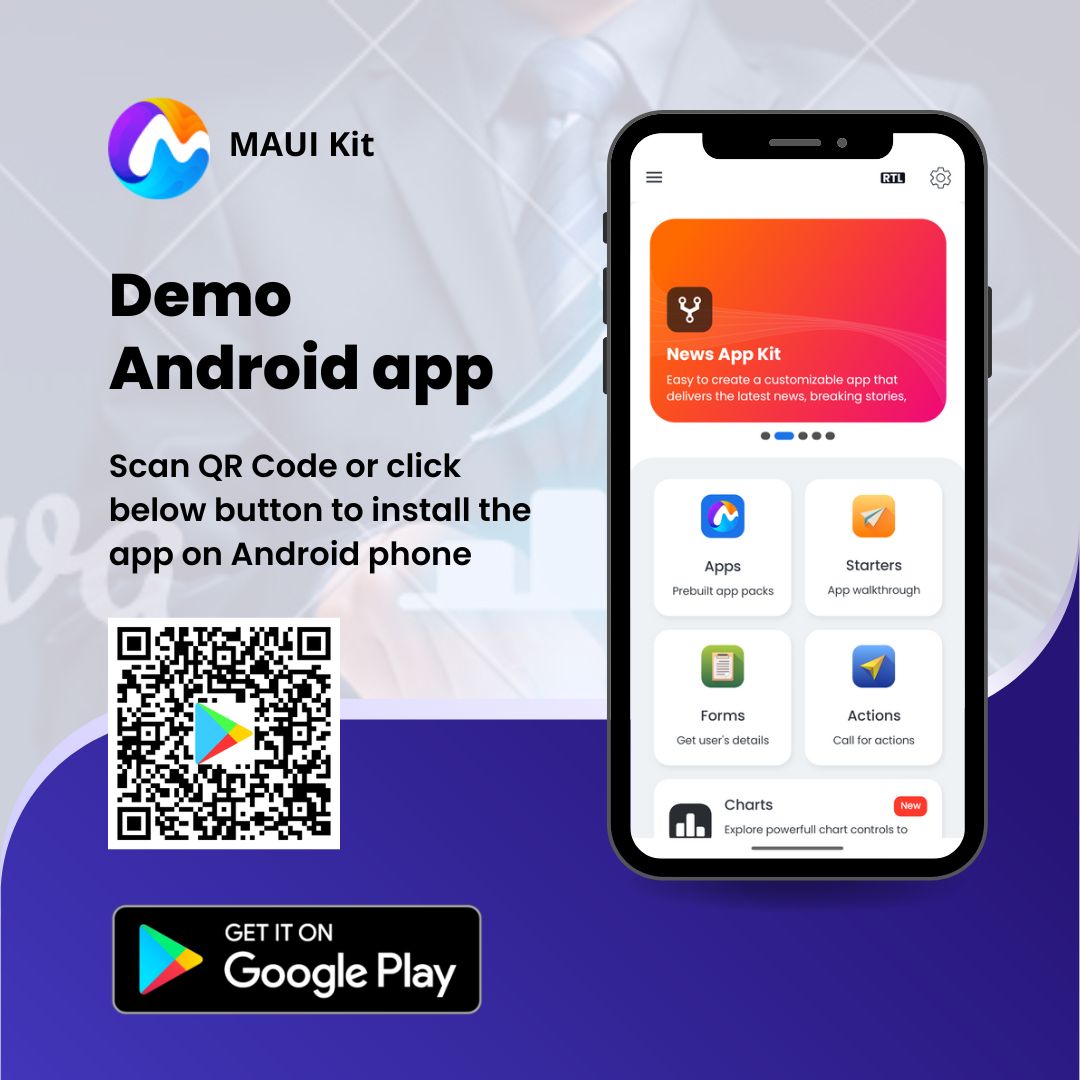 MAUI Kit
Demo
Android app
Scan QR Code or click
below button to install the
app on Android phone
GET IT ON
Google Play
RTL
News App Kit
Easy to create a customizable app that
delivers the latest news, breaking stories,
Apps
Prebuilt app packs
Starters
App walkthrough
Forms
Get user's details
Actions
Call for actions
Charts
New
Explore powerfull chart controls to